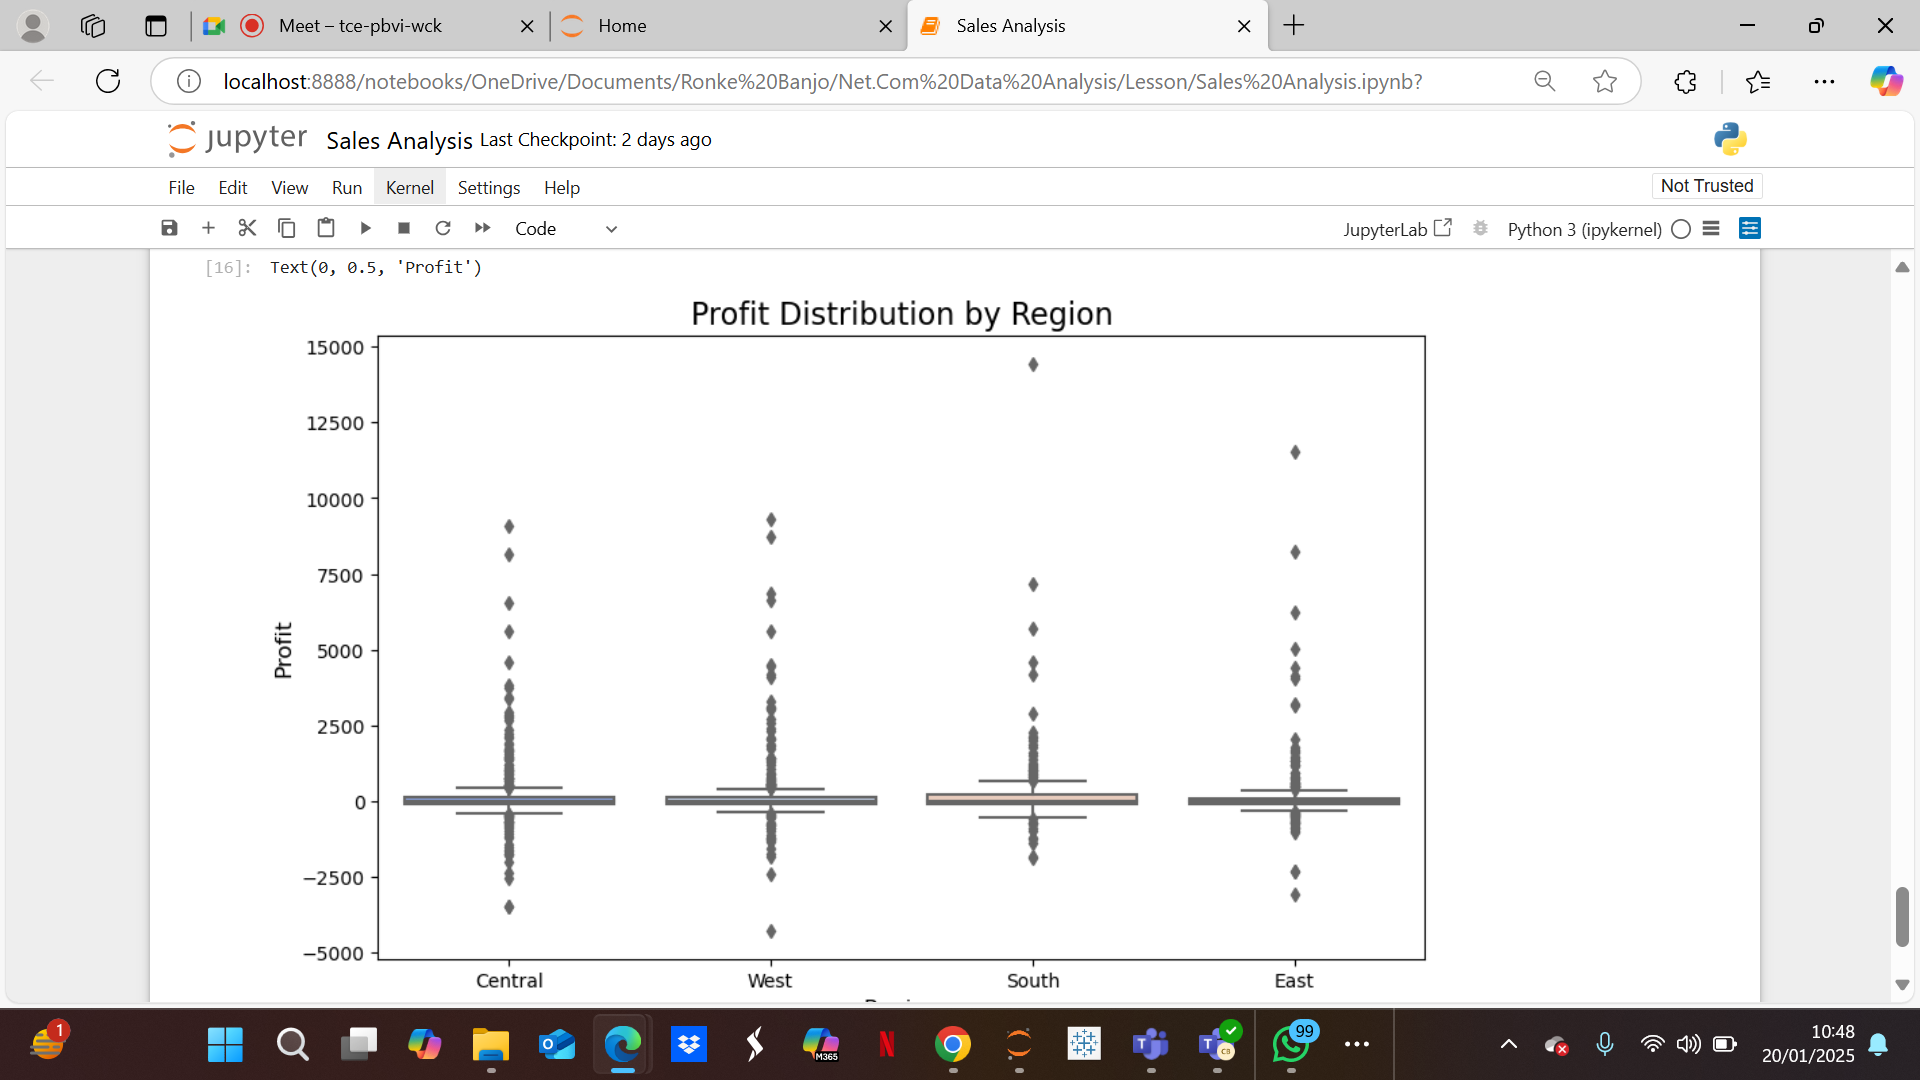 Meet – tce-pbvi-wck
Home
Sales Analysis
localhost:8888/notebooks/OneDrive/Documents/Ronke%20Banjo/Net.Com%20Data%20Analysis/Lesson/Sales%20Analysis.ipynb?
jupyter Sales Analysis Last Checkpoint: 2 days ago
File Edit View Run Kernel Settings Help
Not Trusted
Code
JupyterLab
Python 3 (ipykernel)
[16]: Text(0, 0.5, 'Profit')
Profit Distribution by Region
15000
12500
10000
7500
5000
2500
0
−2500
−5000
Profit
Central West South East
1
M365
N
T
T
CB
99
10:48
20/01/2025